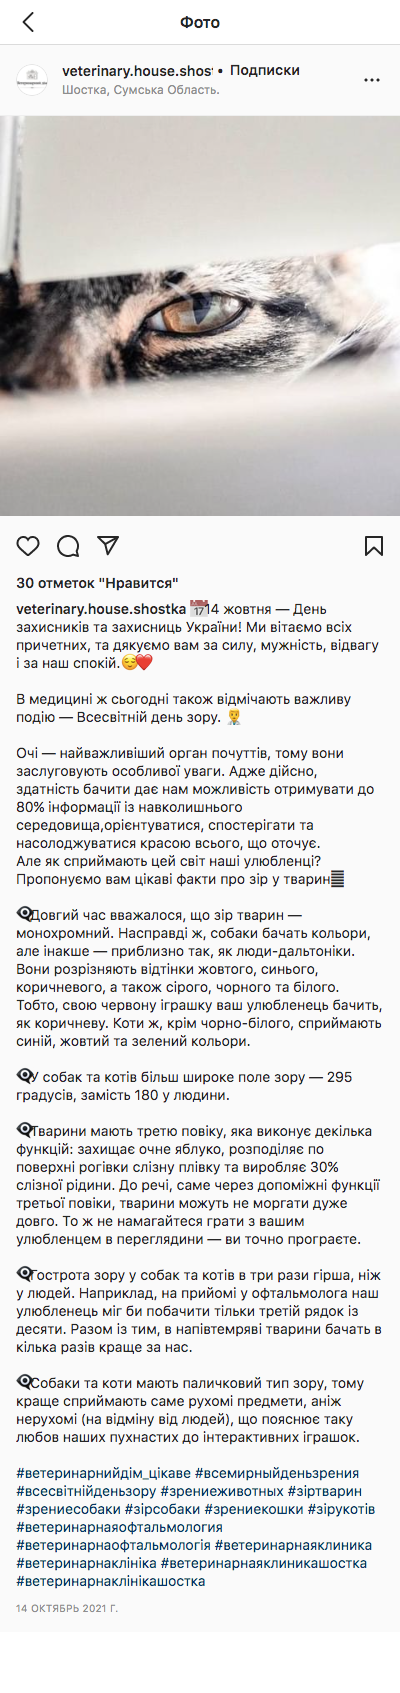 Фото
veterinary.house.shos • Подписки
Шостка, Сумська Область.
30 отметок "Нравится"
veterinary.house.shostka 📅14 жовтня — День
захисників та захисниць України! Ми вітаємо всіх
причетних, та дякуємо вам за силу, мужність, відвагу
і за наш спокій.😌❤️
В медицині ж сьогодні також відмічають важливу
подію — Всесвітній день зору. 👨‍⚕️
Очі — найважливіший орган почуттів, тому вони
заслуговують особливої уваги. Адже дійсно,
здатність бачити дає нам можливість отримувати до
80% інформації із навколишнього
середовища,орієнтуватися, спостерігати та
насолоджуватися красою всього, що оточує.
Але як сприймають цей світ наші улюбленці?
Пропонуємо вам цікаві факти про зір у тварин
👁Довгий час вважалося, що зір тварин —
монохромний. Насправді ж, собаки бачать кольори,
але інакше — приблизно так, як люди-дальтоніки.
Вони розрізняють відтінки жовтого, синього,
коричневого, а також сірого, чорного та білого.
Тобто, свою червону іграшку ваш улюбленець бачить,
як коричневу. Коти ж, крім чорно-білого, сприймають
синій, жовтий та зелений кольори.
👁У собак та котів більш широке поле зору — 295
градусів, замість 180 у людини.
👁Тварини мають третю повіку, яка виконує декілька
функцій: захищає очне яблуко, розподіляє по
поверхні рогівки слізну плівку та виробляє 30%
слізної рідини. До речі, саме через допоміжні функції
третьої повіки, тварини можуть не моргати дуже
довго. То ж не намагайтеся грати з вашим
улюбленцем в переглядини — ви точно програєте.
👁Гострота зору у собак та котів в три рази гірша, ніж
у людей. Наприклад, на прийомі у офтальмолога наш
улюбленець міг би побачити тільки третій рядок із
десяти. Разом із тим, в напівтемряві тварини бачать в
кілька разів краще за нас.
👁Собаки та коти мають паличковий тип зору, тому
краще сприймають саме рухомі предмети, аніж
нерухомі (на відміну від людей), що пояснює таку
любов наших пухнастих до інтерактивних іграшок.
#ветеринарнийдім_цікаве #всемирныйденьзрения
#всесвітнійденьзору #зрениеживотных #зіртварин
#зрениесобаки #зірсобаки #зрениекошки #зірукотів
#ветеринарнаяофтальмология
#ветеринарнаофтальмологія #ветеринарнаяклиника
#ветеринарнаклініка #ветеринарнаяклиникашостка
#ветеринарнаклінікашостка
14 ОКТЯБРЬ 2021 Г.